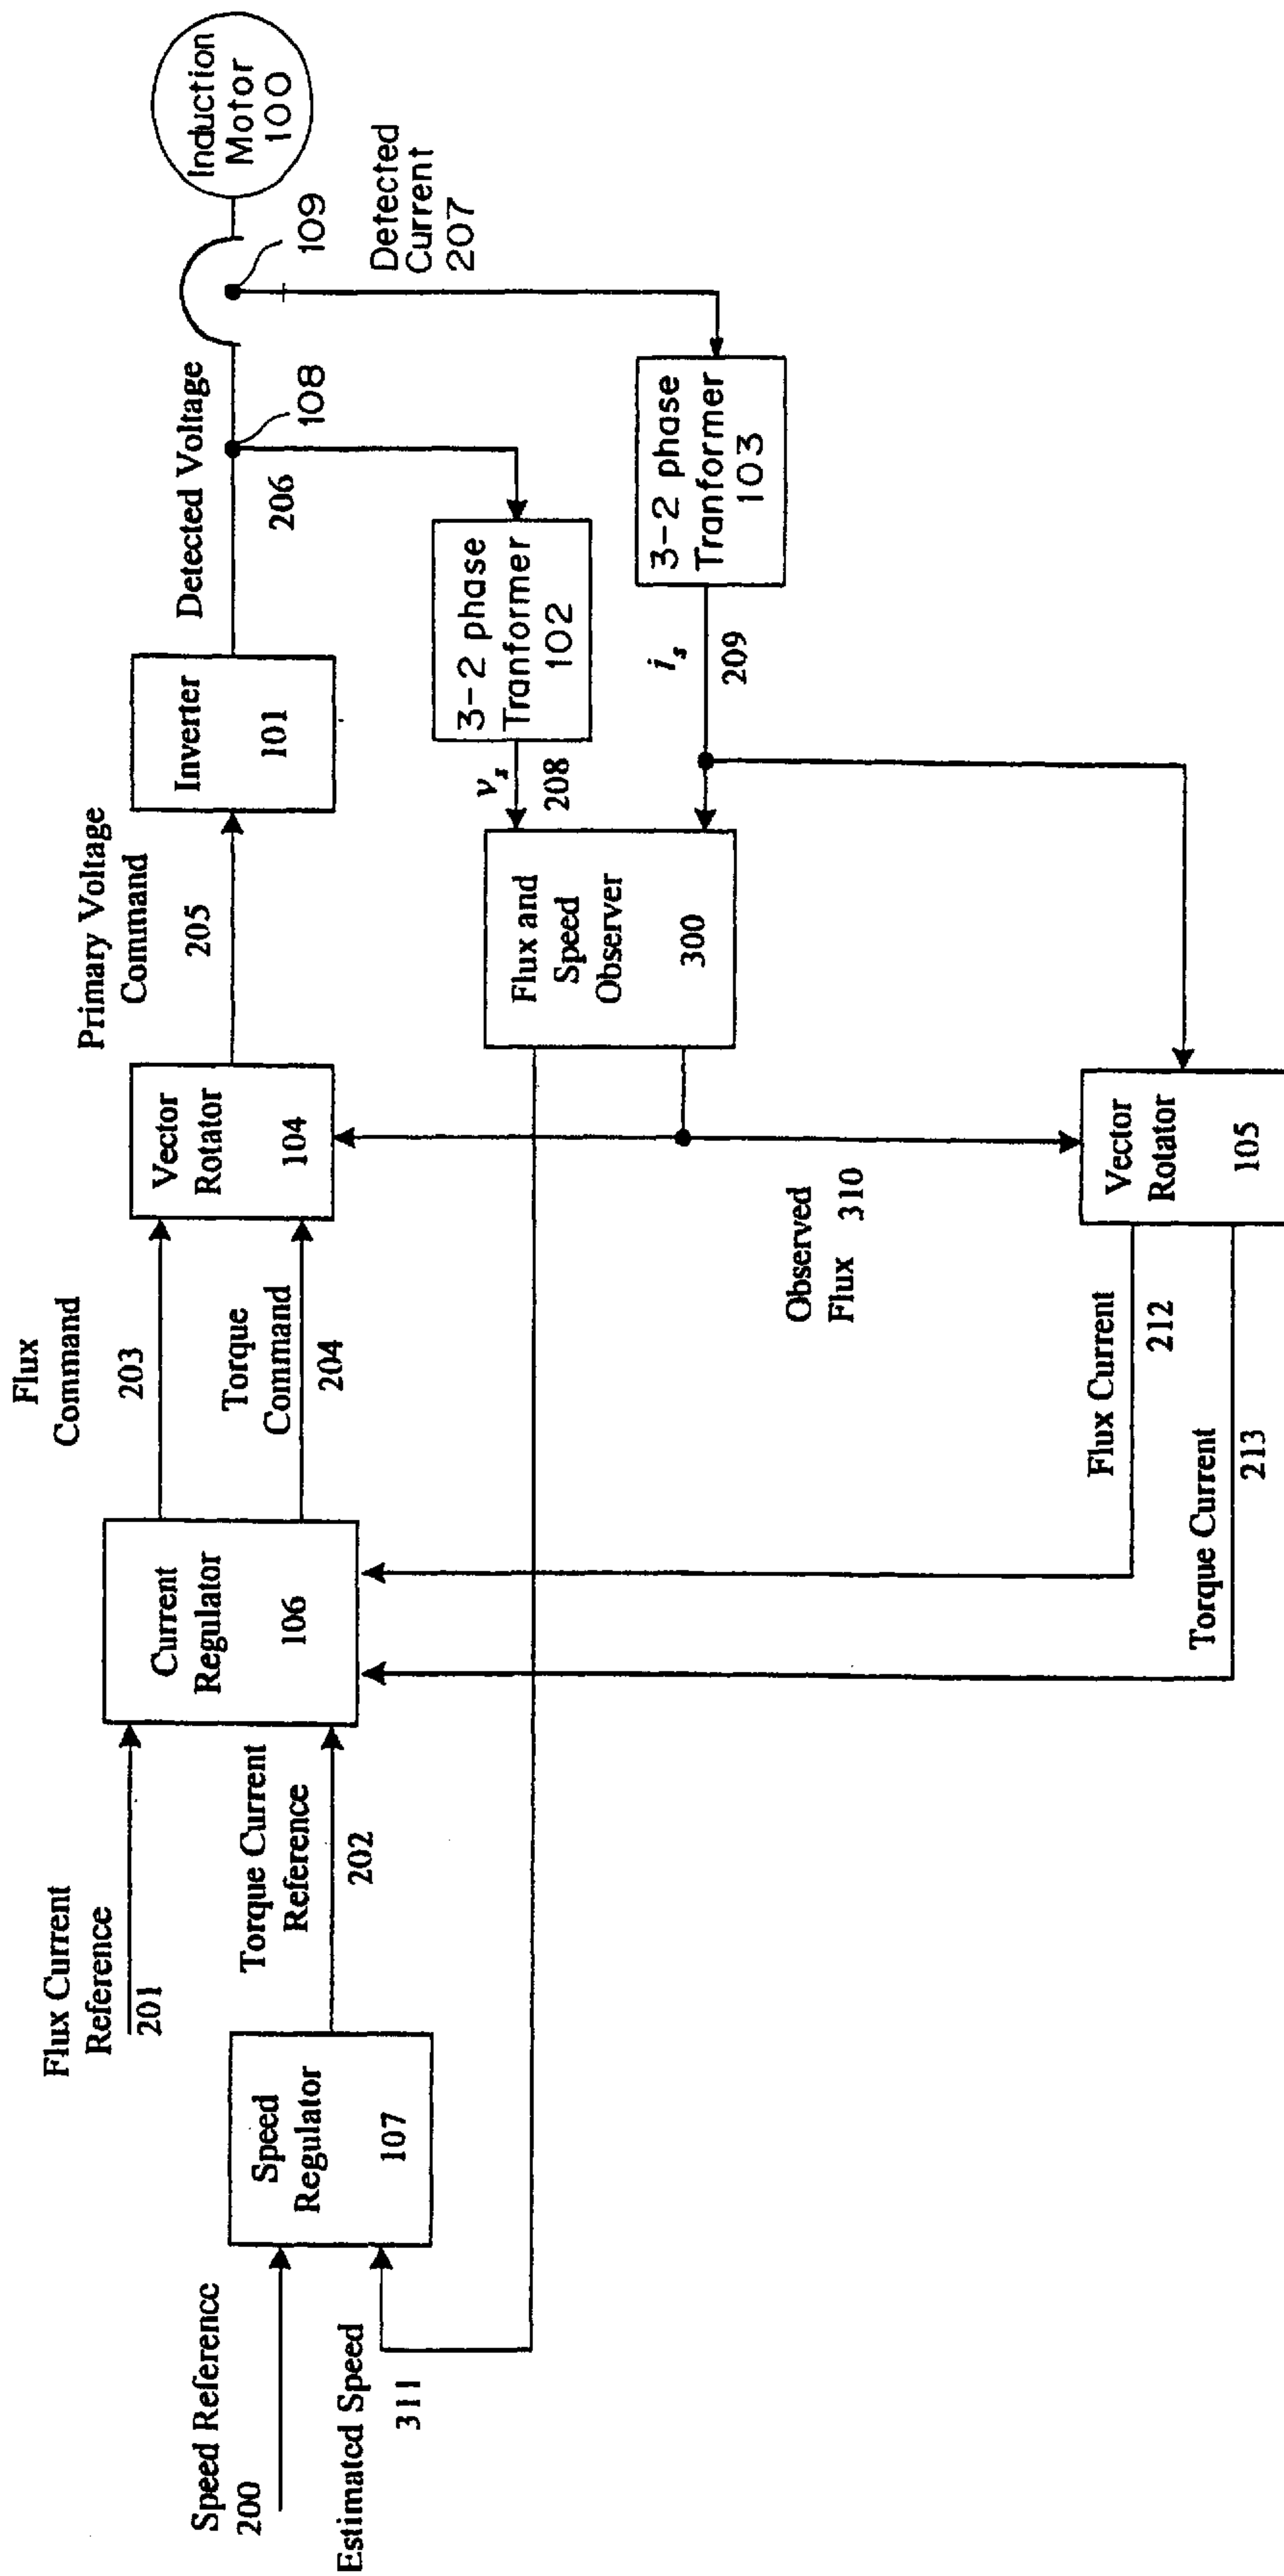 Speed Reference
200
Estimated Speed
311
Speed
Regulator
107
Flux Current
Reference
201
Torque Current
Reference
202
Current
Regulator
106
Flux
Command
203
Torque
Command
204
Vector
Rotator
104
Primary Voltage
Command
205
Inverter
101
Detected Voltage
206
108
109
Induction
Motor
100
Detected
Current
207
3-2 phase
Tranformer
102
3-2 phase
Tranformer
103
v_s
208
i_s
209
Flux and
Speed
Observer
300
Observed
Flux 310
Vector
Rotator
105
Flux Current
212
Torque Current
213